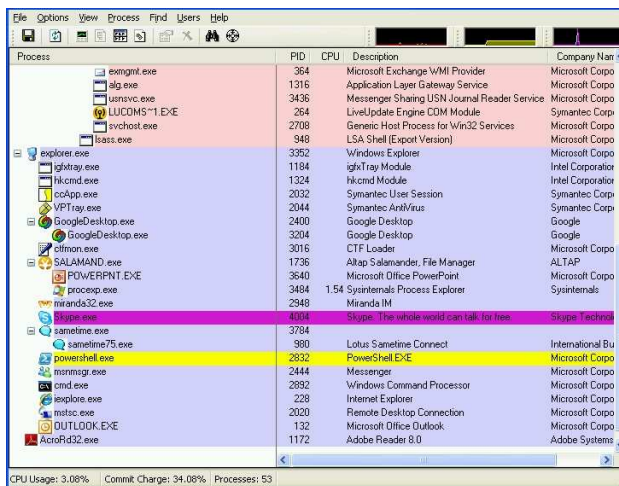 File Options View Process Find Users Help
Process PID CPU Description Company Nam
exmgmt.exe 364 Microsoft Exchange WMI Provider Microsoft Corpo
alg.exe 1316 Application Layer Gateway Service Microsoft Corpo
usnsvc.exe 3436 Messenger Sharing USN Journal Reader Service Microsoft Corpo
LUCOMS~1.EXE 264 LiveUpdate Engine COM Module Symantec Corp
svchost.exe 2708 Generic Host Process for Win32 Services Microsoft Corpo
lsass.exe 948 LSA Shell (Export Version) Microsoft Corpo
explorer.exe 3352 Windows Explorer Microsoft Corpo
igfxtray.exe 1184 igfxTray Module Intel Corporation
hkcmd.exe 1324 hkcmd Module Intel Corporation
ccApp.exe 2032 Symantec User Session Symantec Corp
VPTray.exe 2044 Symantec AntiVirus Symantec Corp
GoogleDesktop.exe 2400 Google Desktop Google
GoogleDesktop.exe 3204 Google Desktop Google
ctfmon.exe 3016 CTF Loader Microsoft Corpo
SALAMAND.EXE 1736 Altap Salamander, File Manager ALTAP
POWERPNT.EXE 3640 Microsoft Office PowerPoint Microsoft Corpo
procexp.exe 3484 1.54 Sysinternals Process Explorer Sysinternals
miranda32.exe 2948 Miranda IM
Skype.exe 4004 Skype. The whole world can talk for free. Skype Technol
sametime.exe 3784
sametime75.exe 980 Lotus Sametime Connect International Bu
powershell.exe 2832 PowerShell.EXE Microsoft Corpo
msnmsgr.exe 2444 Messenger Microsoft Corpo
cmd.exe 2892 Windows Command Processor Microsoft Corpo
iexplore.exe 228 Internet Explorer Microsoft Corpo
mstsc.exe 2020 Remote Desktop Connection Microsoft Corpo
OUTLOOK.EXE 132 Microsoft Office Outlook Microsoft Corpo
AcroRd32.exe 1172 Adobe Reader 8.0 Adobe Systems
CPU Usage: 3.08% Commit Charge: 34.08% Processes: 53